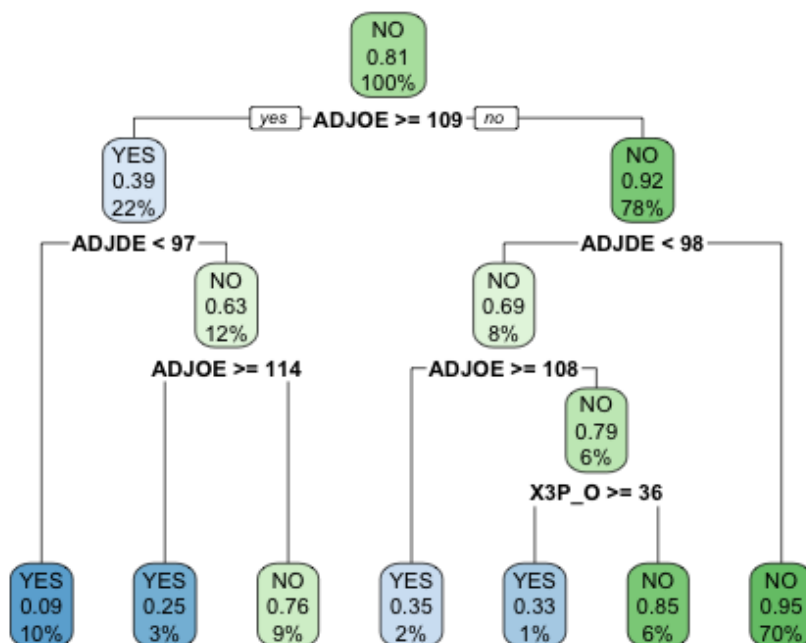 NO
0.81
100%
yes ADJOE >= 109 no
YES
0.39
22%
NO
0.92
78%
ADJDE < 97
ADJDE < 98
NO
0.63
12%
NO
0.69
8%
ADJOE >= 114
ADJOE >= 108
NO
0.79
6%
X3P_O >= 36
YES
0.09
10%
YES
0.25
3%
NO
0.76
9%
YES
0.35
2%
YES
0.33
1%
NO
0.85
6%
NO
0.95
70%